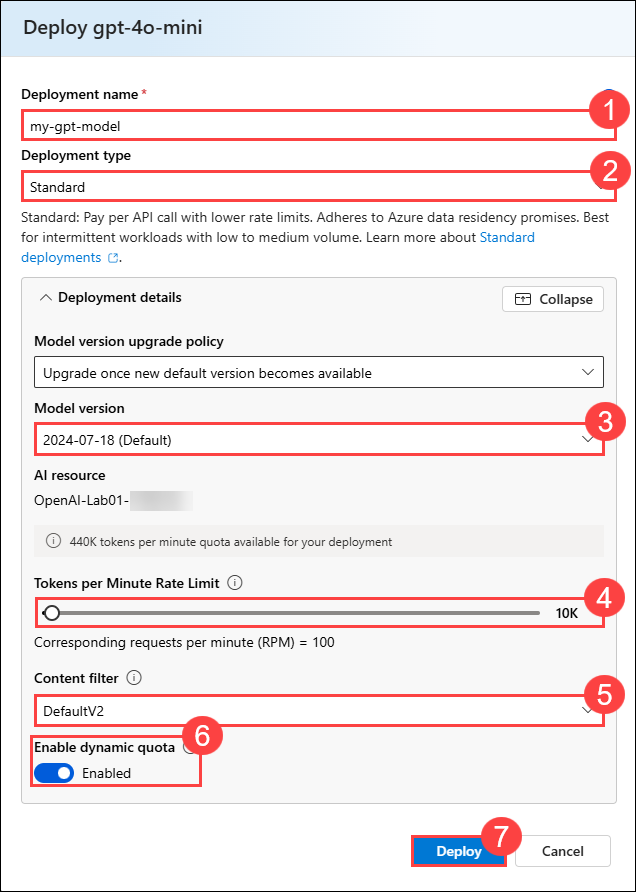 Deploy gpt-4o-mini
Deployment name *
1
my-gpt-model
Deployment type
2
Standard
Standard: Pay per API call with lower rate limits. Adheres to Azure data residency promises. Best
for intermittent workloads with low to medium volume. Learn more about Standard
deployments.
Deployment details
Collapse
Model version upgrade policy
Upgrade once new default version becomes available
Model version
3
2024-07-18 (Default)
AI resource
OpenAI-Lab01-
440K tokens per minute quota available for your deployment
Tokens per Minute Rate Limit
4
10K
Corresponding requests per minute (RPM) = 100
Content filter
5
DefaultV2
6
Enable dynamic quota
Enabled
7
Deploy
Cancel